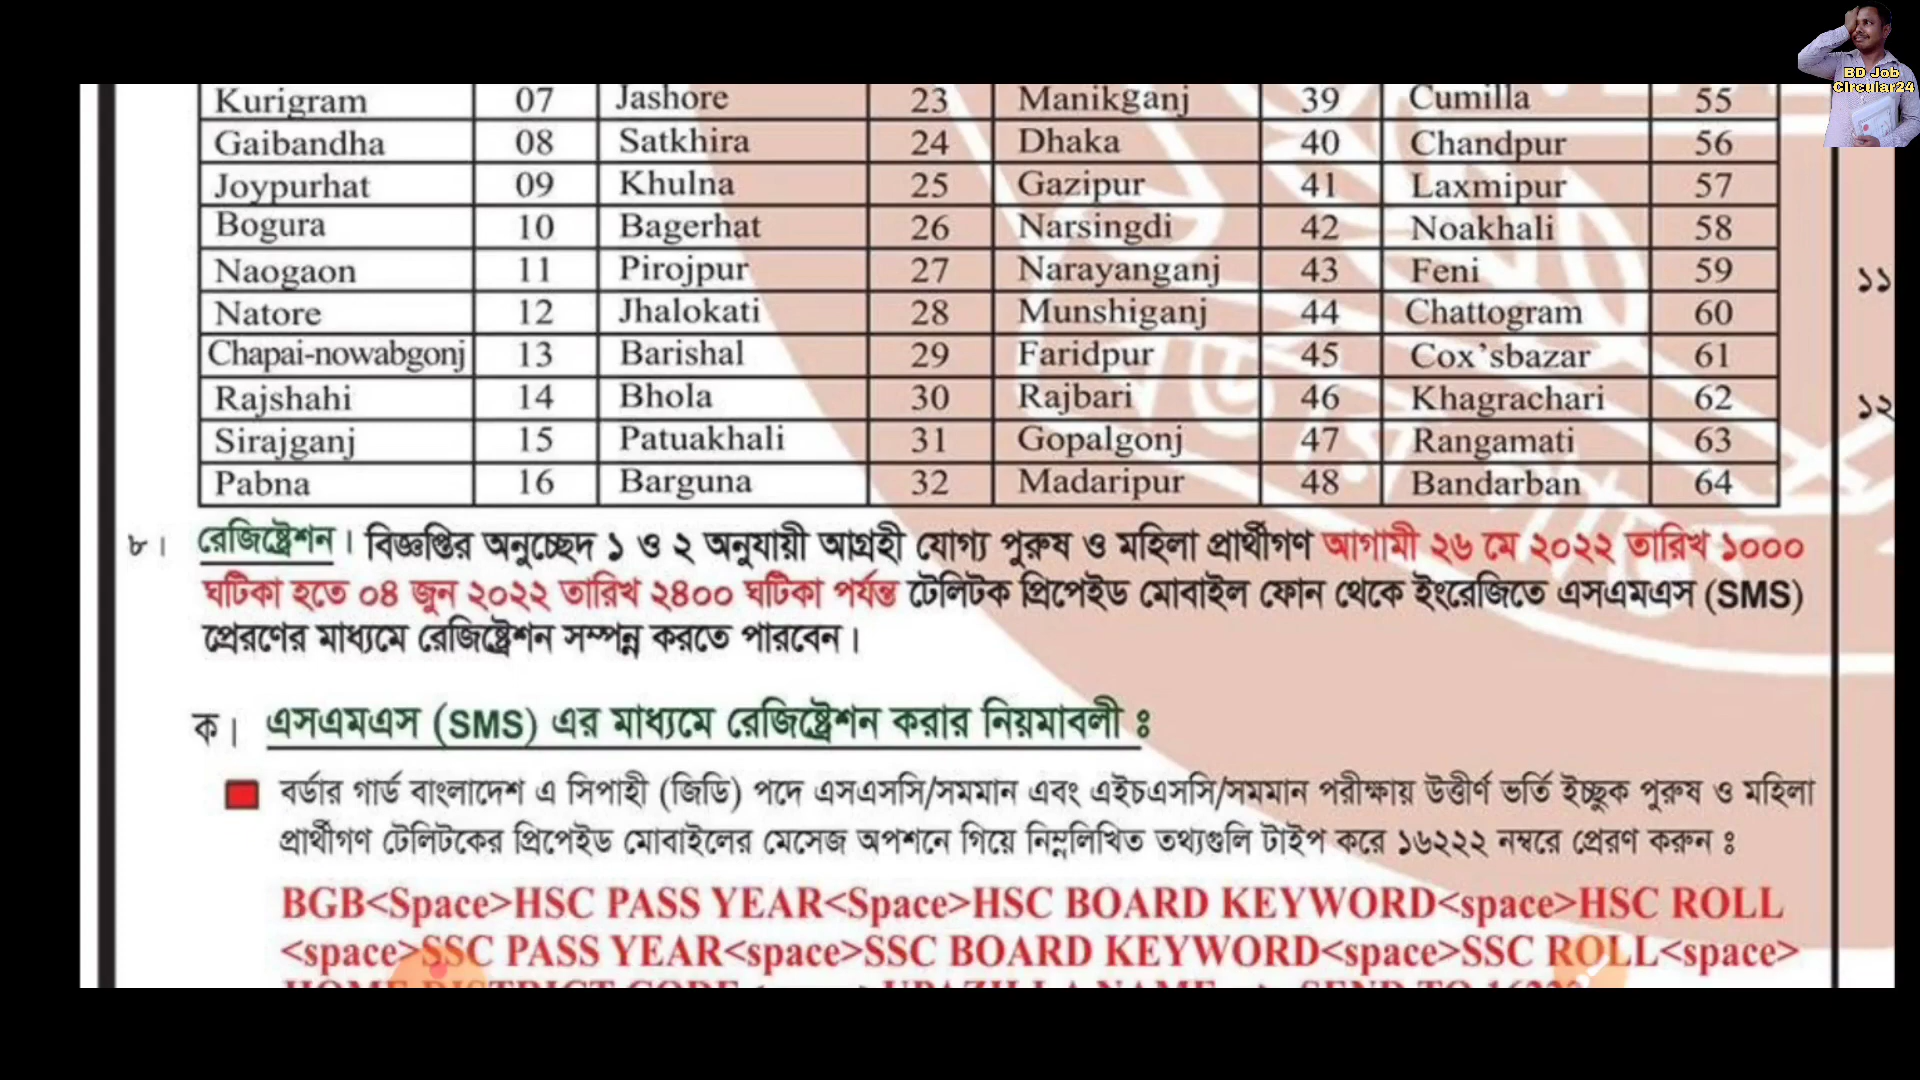 BD Job
Circular24
Kurigram 07 Jashore 23 Manikganj 39 Cumilla 55
Gaibandha 08 Satkhira 24 Dhaka 40 Chandpur 56
Joypurhat 09 Khulna 25 Gazipur 41 Laxmipur 57
Bogura 10 Bagerhat 26 Narsingdi 42 Noakhali 58
Naogaon 11 Pirojpur 27 Narayanganj 43 Feni 59
Natore 12 Jhalokati 28 Munshiganj 44 Chattogram 60
Chapai-nowabgonj 13 Barishal 29 Faridpur 45 Cox’sbazar 61
Rajshahi 14 Bhola 30 Rajbari 46 Khagrachari 62
Sirajganj 15 Patuakhali 31 Gopalgonj 47 Rangamati 63
Pabna 16 Barguna 32 Madaripur 48 Bandarban 64
১১
১২
৮। রেজিষ্ট্রেশন। বিজ্ঞপ্তির অনুচ্ছেদ ১ ও ২ অনুযায়ী আগ্রহী যোগ্য পুরুষ ও মহিলা প্রার্থীগণ আগামী ২৬ মে ২০২২ তারিখ ১০০০
ঘটিকা হতে ০৪ জুন ২০২২ তারিখ ২৪০০ ঘটিকা পর্যন্ত টেলিটক প্রিপেইড মোবাইল ফোন থেকে ইংরেজিতে এসএমএস (SMS)
প্রেরণের মাধ্যমে রেজিষ্ট্রেশন সম্পন্ন করতে পারবেন।
ক। এসএমএস (SMS) এর মাধ্যমে রেজিষ্ট্রেশন করার নিয়মাবলী ঃ
বর্ডার গার্ড বাংলাদেশ এ সিপাহী (জিডি) পদে এসএসসি/সমমান এবং এইচএসসি/সমমান পরীক্ষায় উত্তীর্ণ ভর্তি ইচ্ছুক পুরুষ ও মহিলা
প্রার্থীগণ টেলিটকের প্রিপেইড মোবাইলের মেসেজ অপশনে গিয়ে নিম্নলিখিত তথ্যগুলি টাইপ করে ১৬২২২ নম্বরে প্রেরণ করুন ঃ
BGB<Space>HSC PASS YEAR<Space>HSC BOARD KEYWORD<space>HSC ROLL
<space>SSC PASS YEAR<space>SSC BOARD KEYWORD<space>SSC ROLL<space>